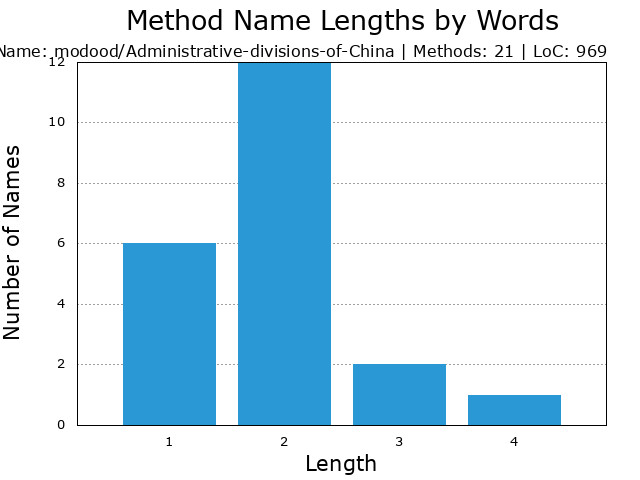 Method Name Lengths by Words
Name: modood/Administrative-divisions-of-China | Methods: 21 | LoC: 969
12
10
8
6
4
2
0
Number of Names
1 2 3 4
Length